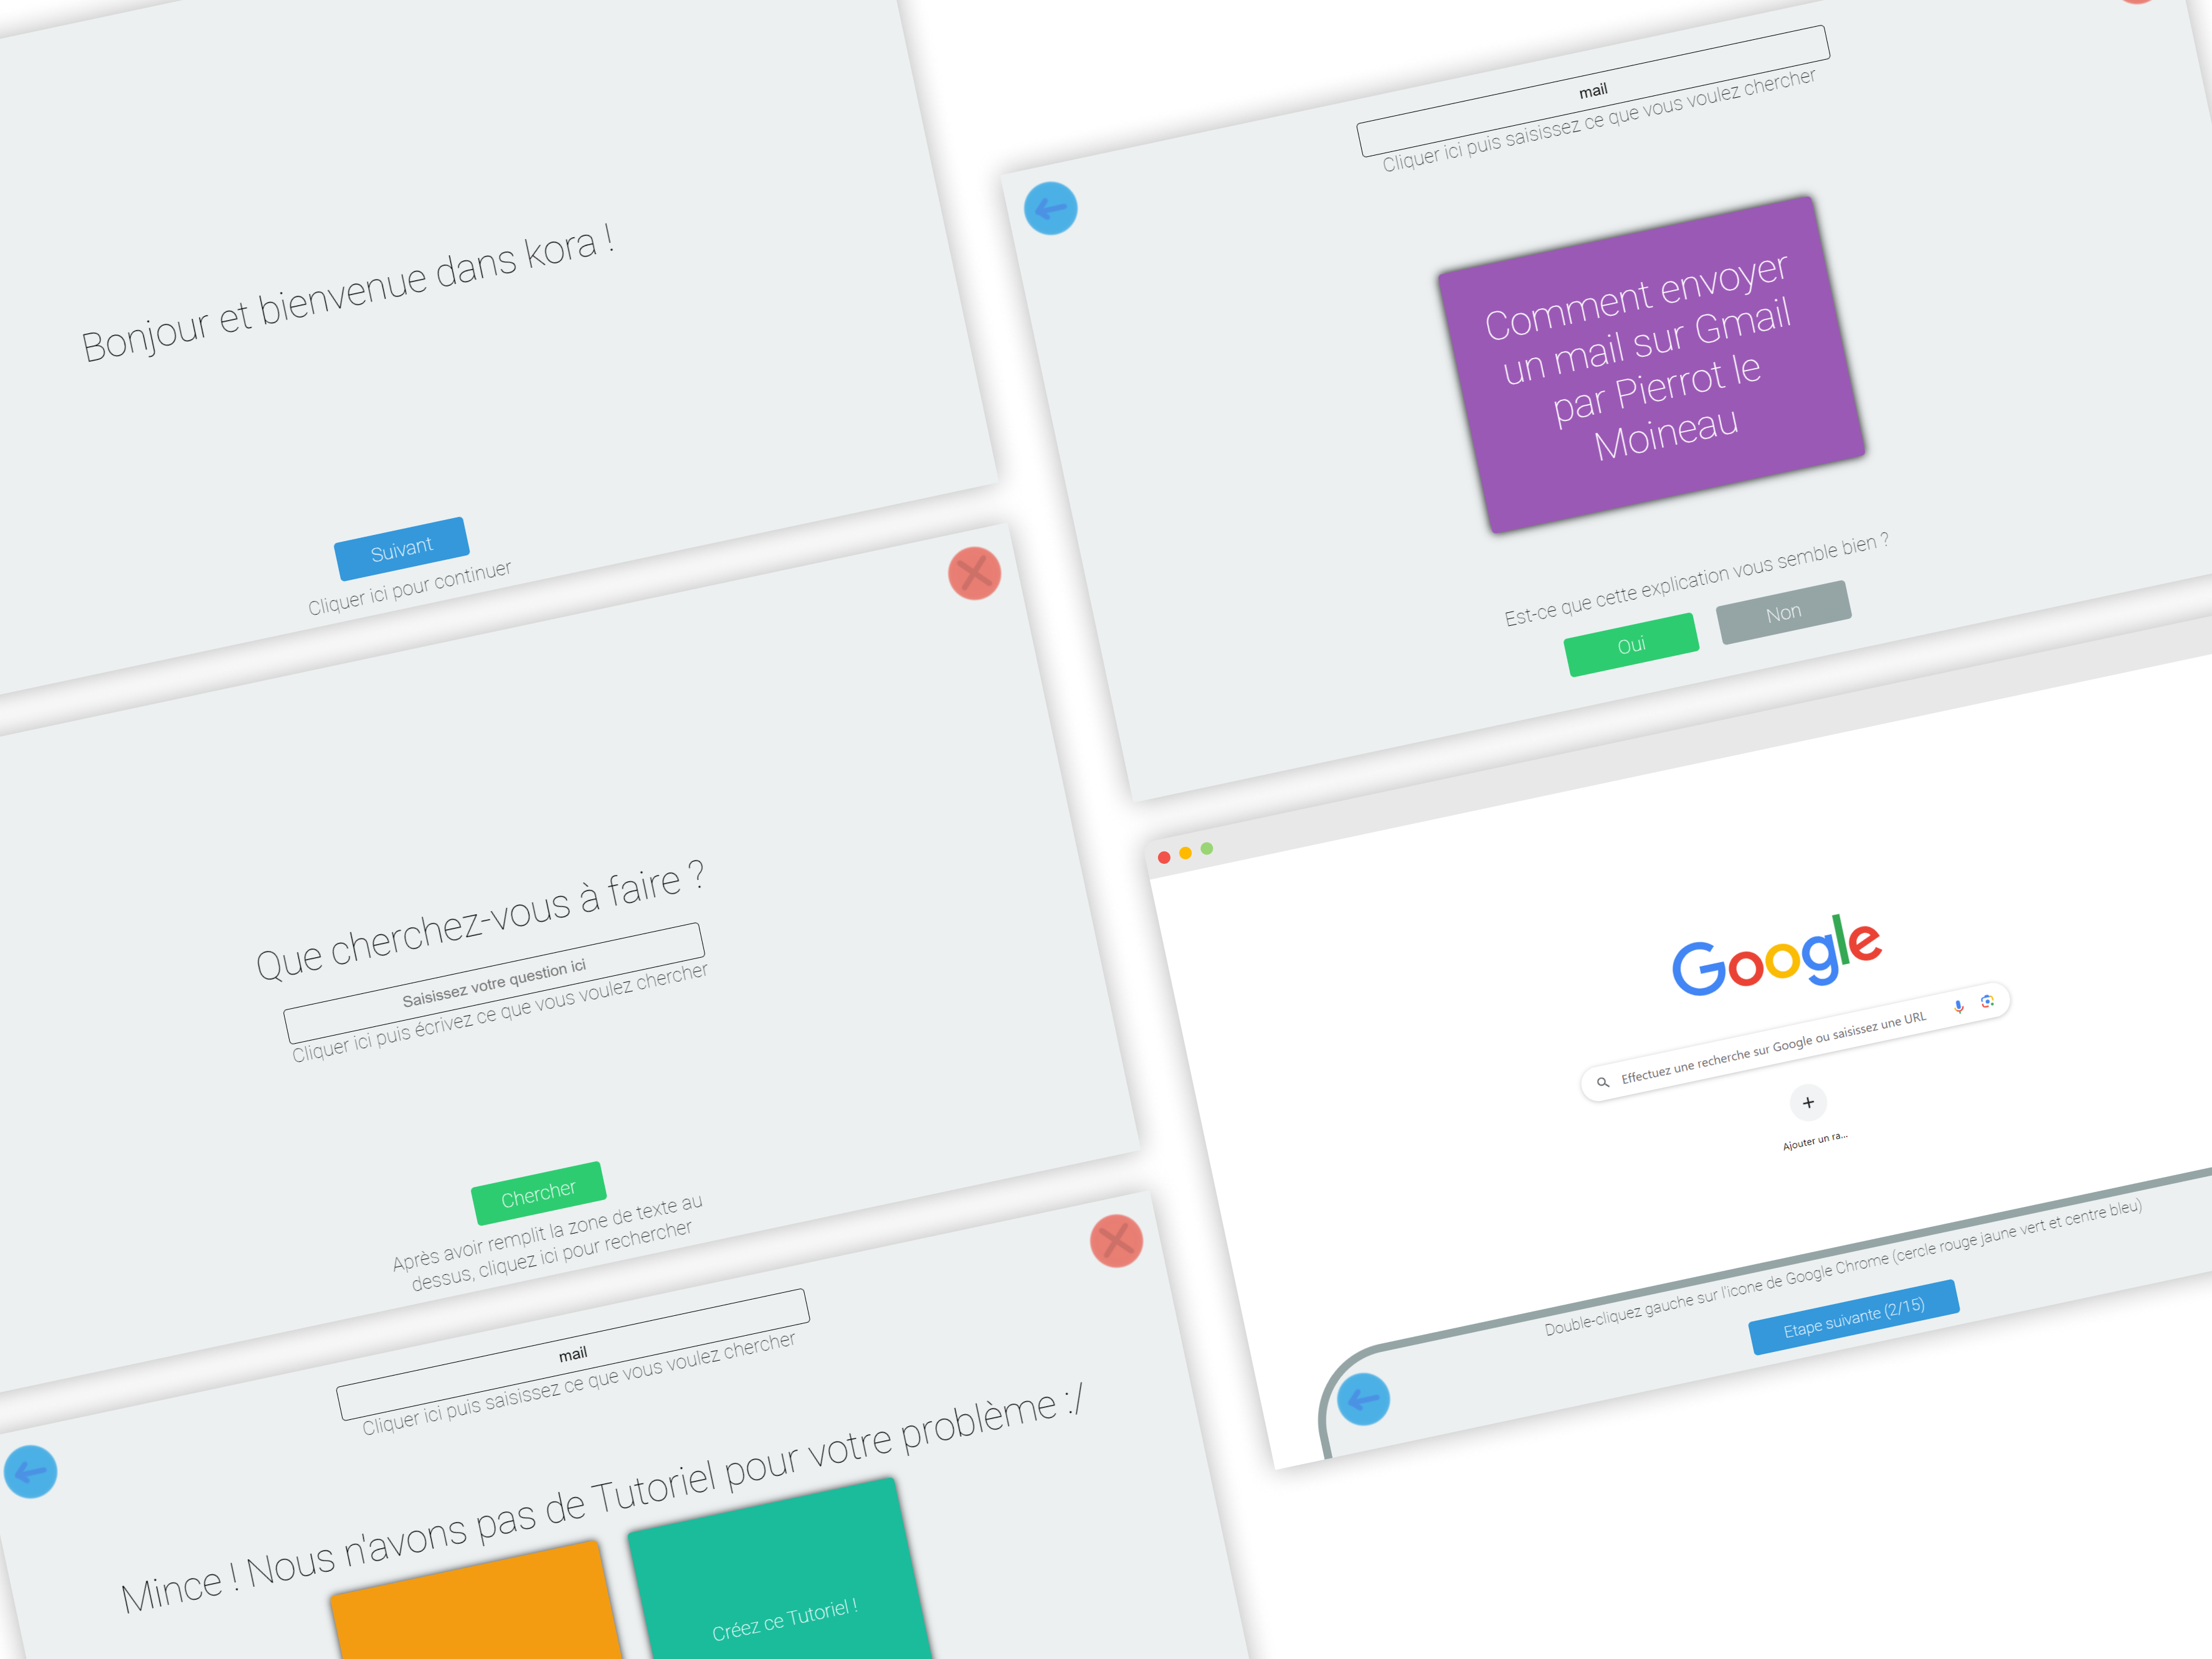 Bonjour et bienvenue dans kora !
Suivant
Cliquer ici pour continuer
Que cherchez-vous à faire ?
Saisissez votre question ici
Cliquer ici puis écrivez ce que vous voulez chercher
Chercher
Après avoir remplit la zone de texte au
dessus, cliquez ici pour rechercher
mail
Cliquer ici puis saisissez ce que vous voulez chercher
Mince ! Nous n'avons pas de Tutoriel pour votre problème :/
Créez ce Tutoriel !
mail
Cliquer ici puis saisissez ce que vous voulez chercher
Comment envoyer
un mail sur Gmail
par Pierrot le
Moineau
Est-ce que cette explication vous semble bien ?
Oui
Non
Google
Effectuez une recherche sur Google ou saisissez une URL
Ajouter un ra...
Double-cliquez gauche sur l'icone de Google Chrome (cercle rouge jaune vert et centre bleu)
Etape suivante (2/15)